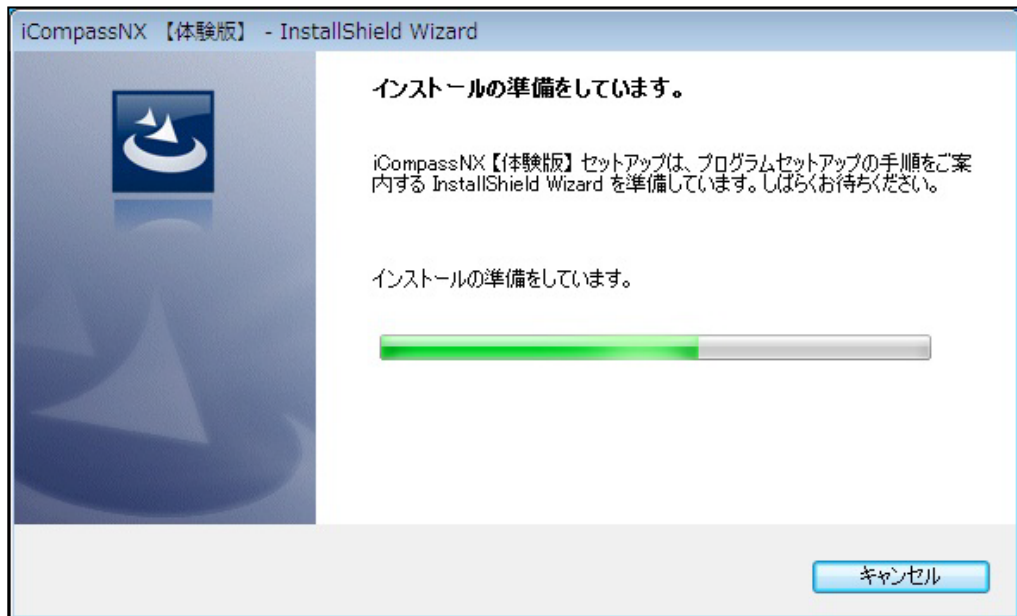 iCompassNX 【体験版】 - InstallShield Wizard
インストールの準備をしています。
iCompassNX【体験版】 セットアップは、プログラムセットアップの手順をご案
内する InstallShield Wizard を準備しています。しばらくお待ちください。
インストールの準備をしています。
キャンセル